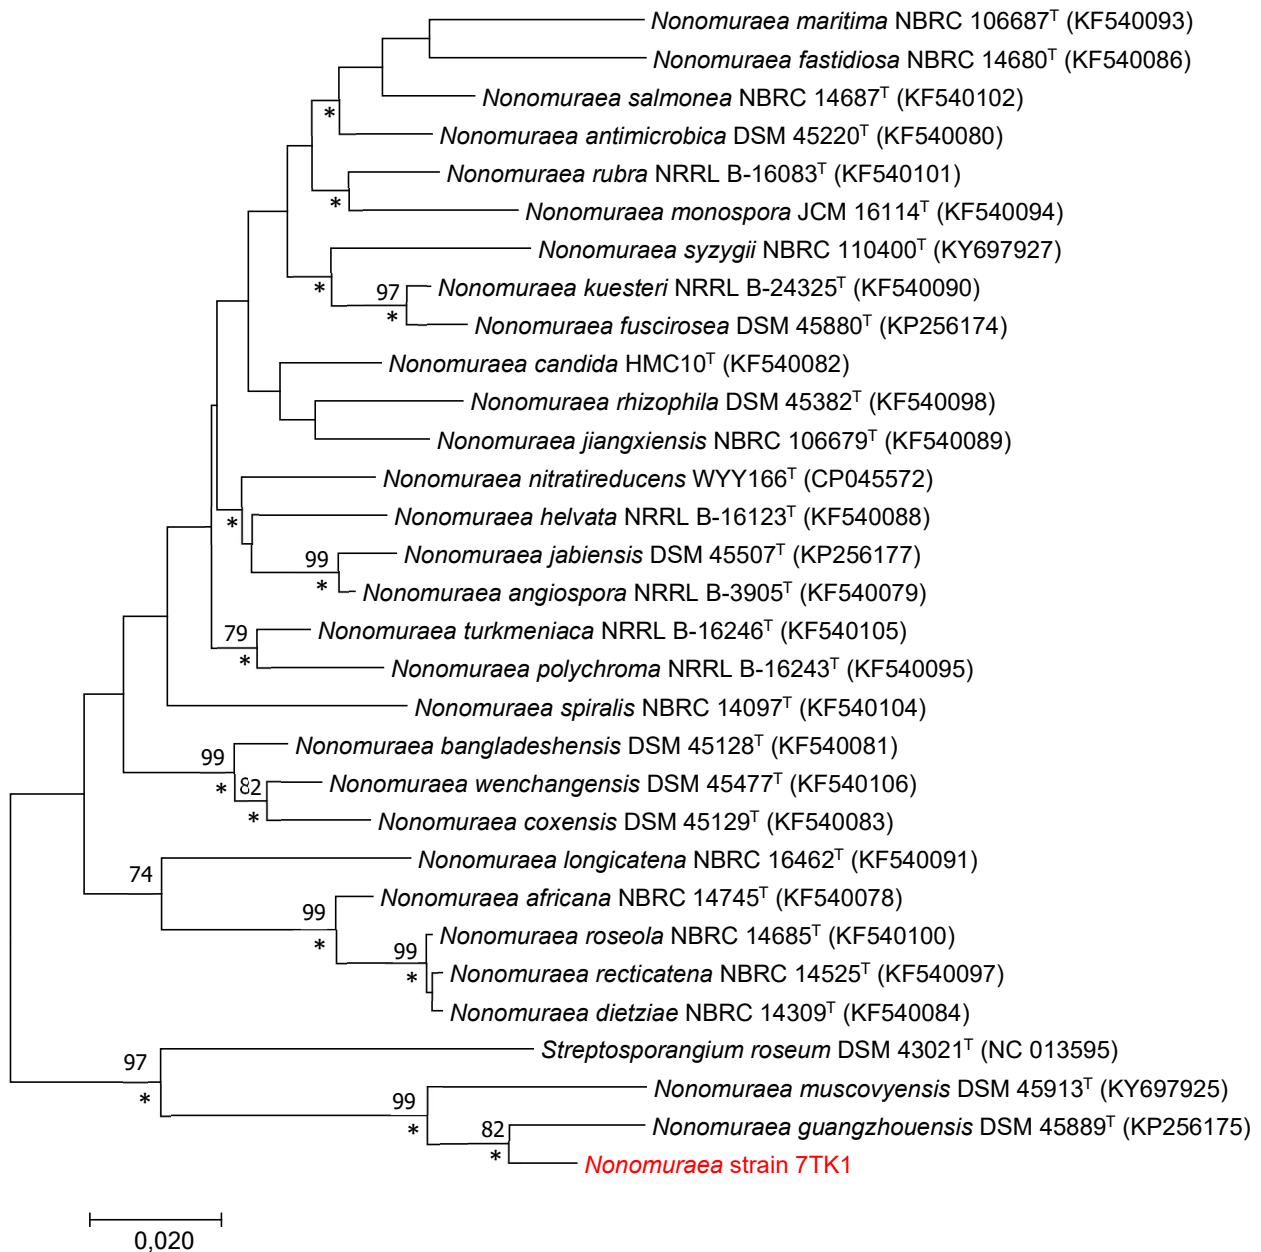 Nonomuraea maritima NBRC 106687ᵀ (KF540093)
Nonomuraea fastidiosa NBRC 14680ᵀ (KF540086)
Nonomuraea salmonea NBRC 14687ᵀ (KF540102)
*
Nonomuraea antimicrobica DSM 45220ᵀ (KF540080)
Nonomuraea rubra NRRL B-16083ᵀ (KF540101)
*
Nonomuraea monospora JCM 16114ᵀ (KF540094)
Nonomuraea syzygii NBRC 110400ᵀ (KY697927)
*
97
Nonomuraea kuesteri NRRL B-24325ᵀ (KF540090)
*
Nonomuraea fuscirosea DSM 45880ᵀ (KP256174)
Nonomuraea candida HMC10ᵀ (KF540082)
Nonomuraea rhizophila DSM 45382ᵀ (KF540098)
Nonomuraea jiangxiensis NBRC 106679ᵀ (KF540089)
Nonomuraea nitratireducens WYY166ᵀ (CP045572)
*
Nonomuraea helvata NRRL B-16123ᵀ (KF540088)
99
Nonomuraea jabiensis DSM 45507ᵀ (KP256177)
*
Nonomuraea angiospora NRRL B-3905ᵀ (KF540079)
79
Nonomuraea turkmeniaca NRRL B-16246ᵀ (KF540105)
*
Nonomuraea polychroma NRRL B-16243ᵀ (KF540095)
Nonomuraea spiralis NBRC 14097ᵀ (KF540104)
99
Nonomuraea bangladeshensis DSM 45128ᵀ (KF540081)
* 82
Nonomuraea wenchangensis DSM 45477ᵀ (KF540106)
*
Nonomuraea coxensis DSM 45129ᵀ (KF540083)
74
Nonomuraea longicatena NBRC 16462ᵀ (KF540091)
99
Nonomuraea africana NBRC 14745ᵀ (KF540078)
*
99
Nonomuraea roseola NBRC 14685ᵀ (KF540100)
*
Nonomuraea recticatena NBRC 14525ᵀ (KF540097)
Nonomuraea dietziae NBRC 14309ᵀ (KF540084)
97
Streptosporangium roseum DSM 43021ᵀ (NC 013595)
*
99
Nonomuraea muscovyensis DSM 45913ᵀ (KY697925)
*
82
Nonomuraea guangzhouensis DSM 45889ᵀ (KP256175)
*
Nonomuraea strain 7TK1
0,020